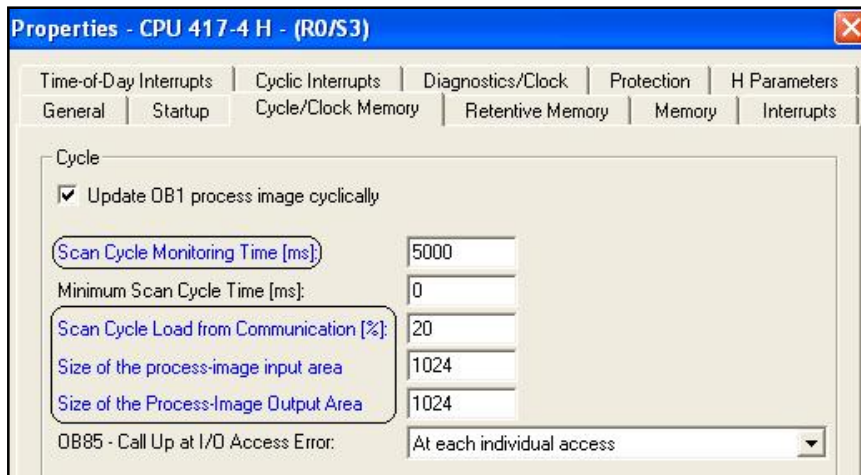 Properties - CPU 417-4 H - (R0/S3)
Time-of-Day Interrupts Cyclic Interrupts Diagnostics/Clock Protection H Parameters
General Startup Cycle/Clock Memory Retentive Memory Memory Interrupts
Cycle
Update OB1 process image cyclically
Scan Cycle Monitoring Time [ms]: 5000
Minimum Scan Cycle Time [ms]: 0
Scan Cycle Load from Communication [%]: 20
Size of the process-image input area 1024
Size of the Process-Image Output Area 1024
OB85 - Call Up at I/O Access Error: At each individual access